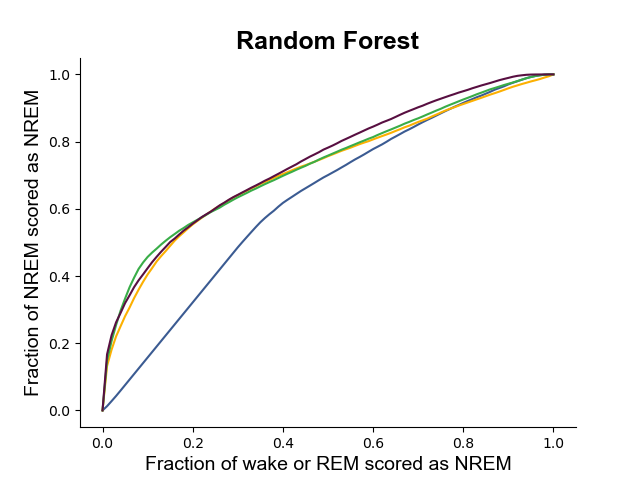 Random Forest
Fraction of NREM scored as NREM
1.0
0.8
0.6
0.4
0.2
0.0
0.0 0.2 0.4 0.6 0.8 1.0
Fraction of wake or REM scored as NREM